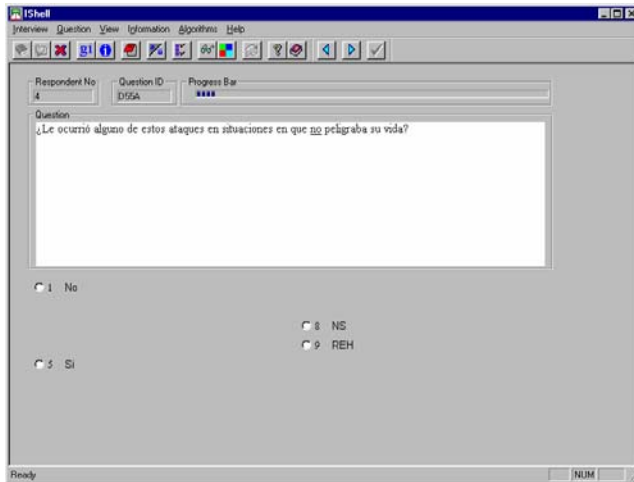 IShell
Interview Question View Information Algorithms Help
gi
Respondent No
4
Question ID
D55A
Progress Bar
Question
¿Le ocurrió alguno de estos ataques en situaciones en que no peligraba su vida?
1 No
8 NS
9 REH
5 Si
Ready
NUM